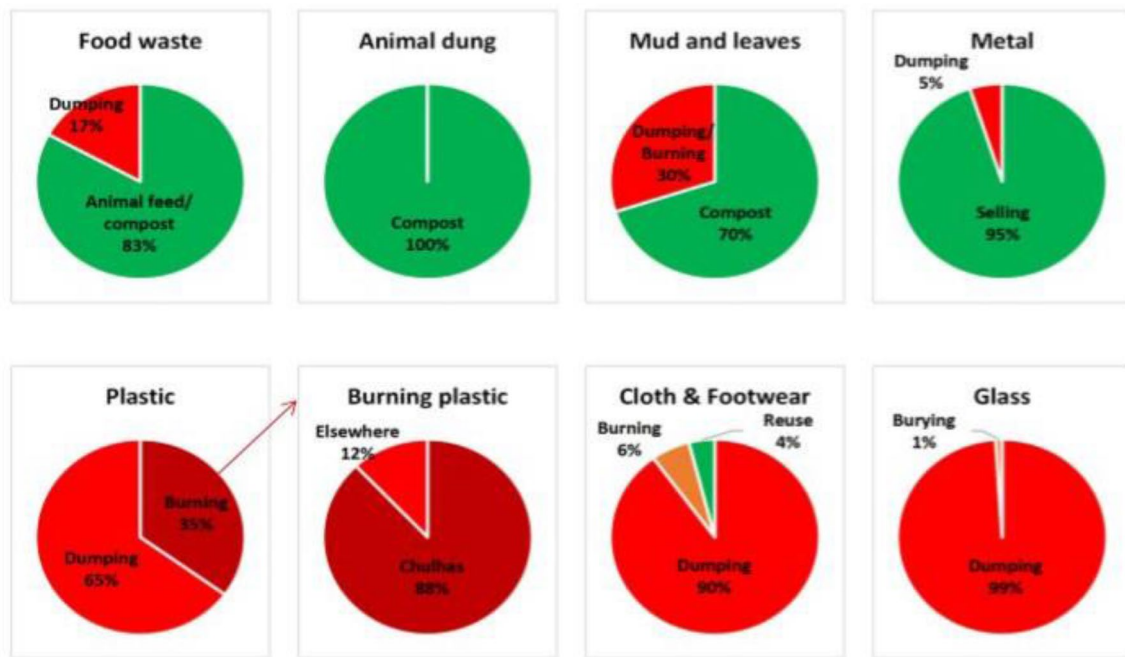 Food waste
Dumping
17%
Animal feed/
compost
83%
Animal dung
Compost
100%
Mud and leaves
Dumping/
Burning
30%
Compost
70%
Metal
Dumping
5%
Selling
95%
Plastic
Burning
35%
Dumping
65%
Burning plastic
Elsewhere
12%
Chulhas
88%
Cloth & Footwear
Burning
6%
Reuse
4%
Dumping
90%
Glass
Burying
1%
Dumping
99%